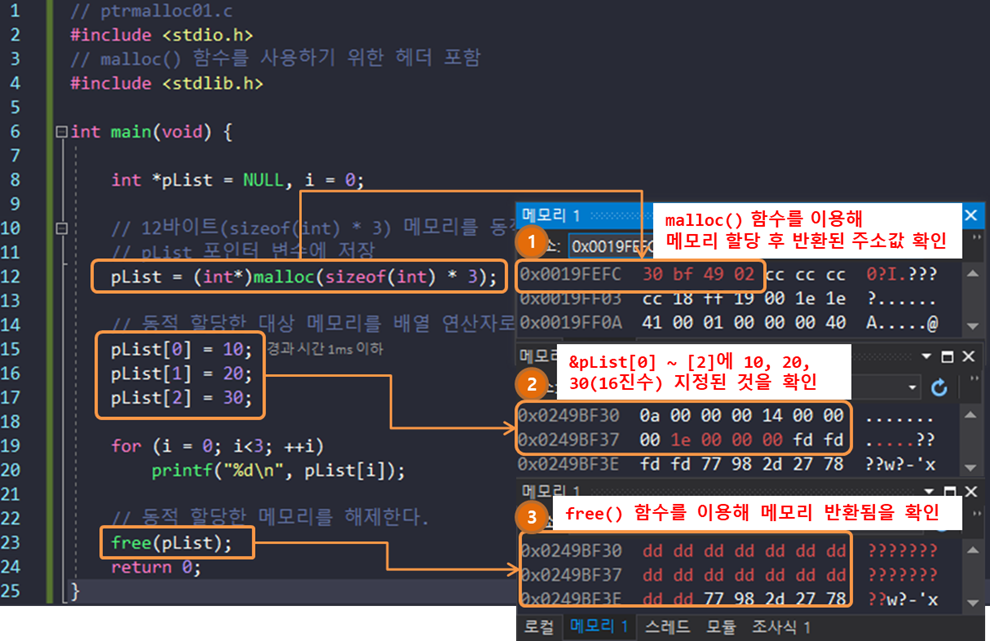 1 // ptrmalloc01.c
2 #include <stdio.h>
3 // malloc() 함수를 사용하기 위한 헤더 포함
4 #include <stdlib.h>
5
6 int main(void) {
7
8 int *pList = NULL, i = 0;
9
10 // 12바이트(sizeof(int) * 3) 메모리를 동적
11 // pList 포인터 변수에 저장
12 pList = (int*)malloc(sizeof(int) * 3);
13
14 // 동적 할당한 대상 메모리를 배열 연산자로
15 pList[0] = 10; 경과 시간 1ms 이하
16 pList[1] = 20;
17 pList[2] = 30;
18
19 for (i = 0; i<3; ++i)
20 printf("%d\n", pList[i]);
21
22 // 동적 할당한 메모리를 해제한다.
23 free(pList);
24 return 0;
25 }
메모리 1
malloc() 함수를 이용해
메모리 할당 후 반환된 주소값 확인
1 소: 0x0019FEFC
0x0019FEFC 30 bf 49 02 cc cc cc 0?I.???
0x0019FF03 cc 18 ff 19 00 1e 1e ?......
0x0019FF0A 41 00 01 00 00 00 40 A.....@
메모리
&pList[0] ~ [2]에 10, 20,
30(16진수) 지정된 것을 확인
2
0x0249BF30 0a 00 00 00 14 00 00 .......
0x0249BF37 00 1e 00 00 00 fd fd .....??
0x0249BF3E fd fd 77 98 2d 27 78 ??w?-'x
메모리 1
3 free() 함수를 이용해 메모리 반환됨을 확인
0x0249BF30 dd dd dd dd dd dd dd ???????
0x0249BF37 dd dd dd dd dd dd dd ???????
0x0249BF3E dd dd 77 98 2d 27 78 ??w?-'x
로컬 메모리 1 스레드 모듈 조사식 1